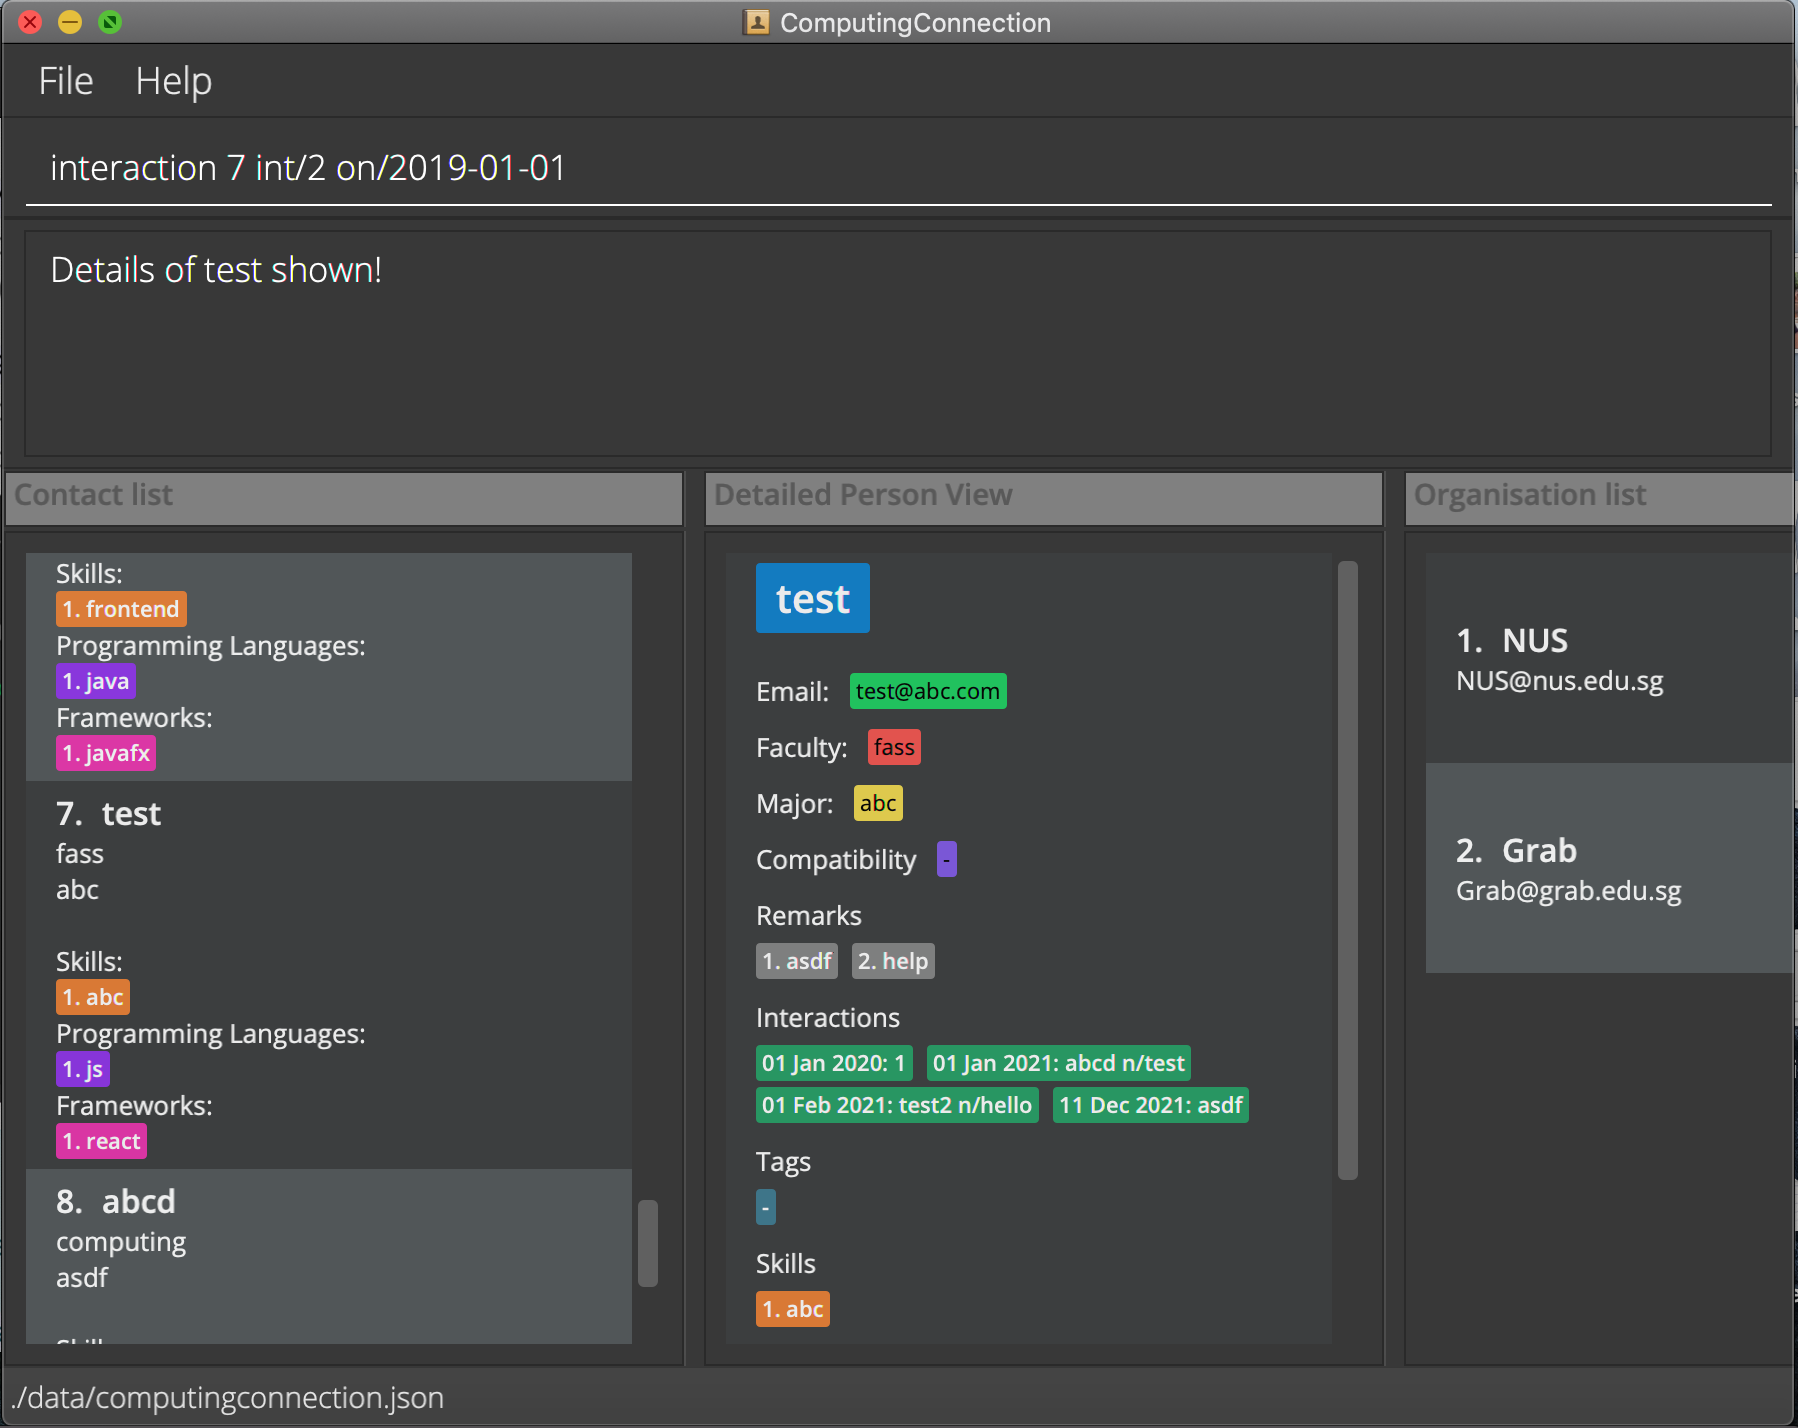 ComputingConnection
File Help
interaction 7 int/2 on/2019-01-01
Details of test shown!
Contact list
Skills:
1. frontend
Programming Languages:
1. java
Frameworks:
1. javafx
7. test
fass
abc
Skills:
1. abc
Programming Languages:
1. js
Frameworks:
1. react
8. abcd
computing
asdf
Detailed Person View
test
Email: test@abc.com
Faculty: fass
Major: abc
Compatibility -
Remarks
1. asdf 2. help
Interactions
01 Jan 2020: 1 01 Jan 2021: abcd n/test
01 Feb 2021: test2 n/hello 11 Dec 2021: asdf
Tags
-
Skills
1. abc
Organisation list
1. NUS
NUS@nus.edu.sg
2. Grab
Grab@grab.edu.sg
./data/computingconnection.json